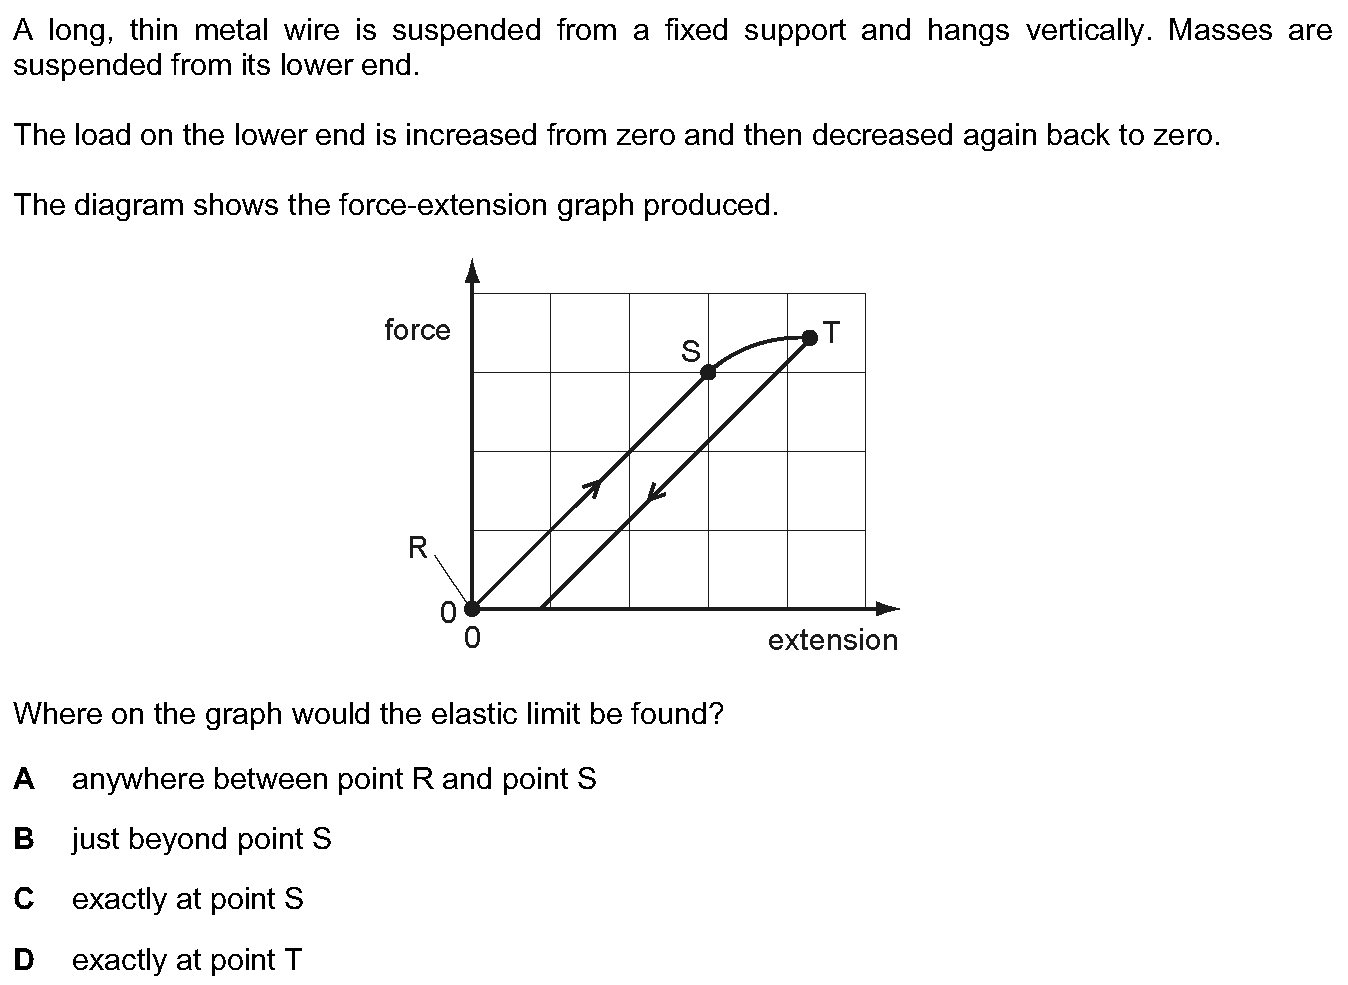 A long, thin metal wire is suspended from a fixed support and hangs vertically. Masses are
suspended from its lower end.
The load on the lower end is increased from zero and then decreased again back to zero.
The diagram shows the force-extension graph produced.
force
S
T
R
0
0
extension
Where on the graph would the elastic limit be found?
A anywhere between point R and point S
B just beyond point S
C exactly at point S
D exactly at point T